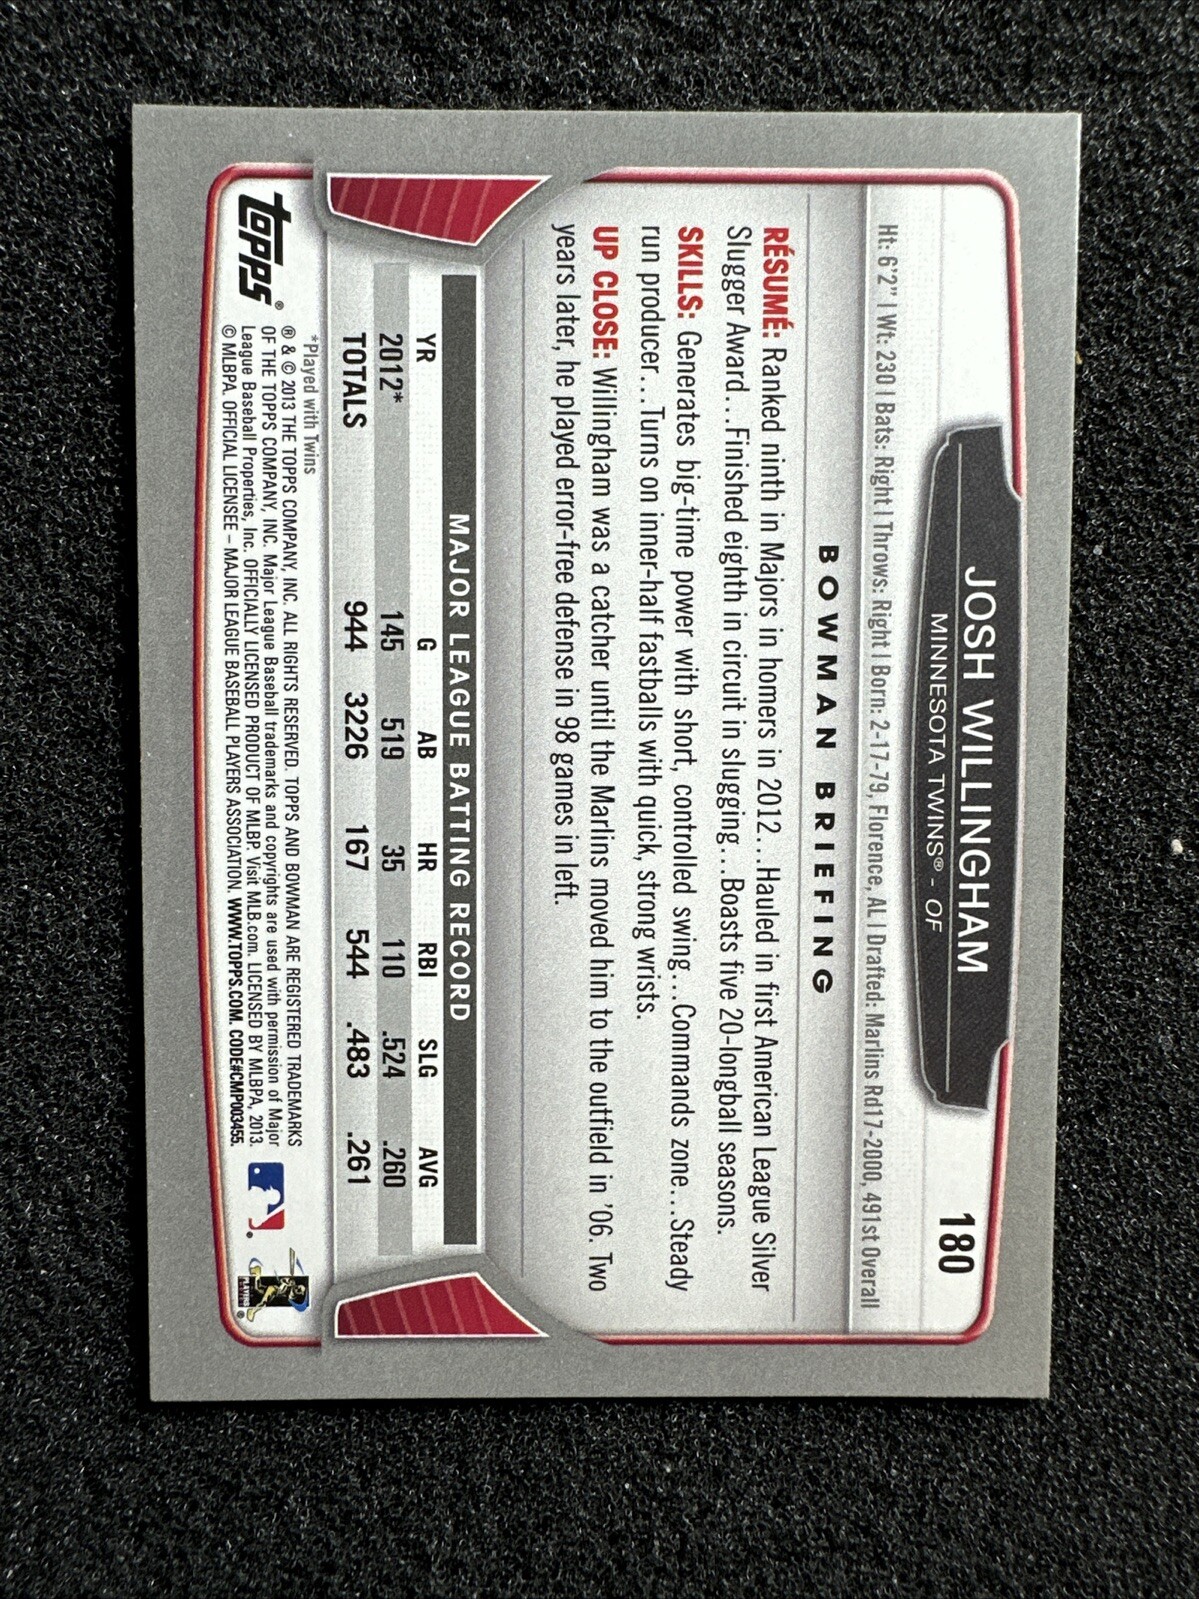 180
JOSH WILLINGHAM
MINNESOTA TWINS® - OF
Ht: 6'2" | Wt: 230 | Bats: Right | Throws: Right | Born: 2-17-79, Florence, AL | Drafted: Marlins Rd17-2000, 491st Overall
BOWMAN BRIEFING
RÉSUMÉ: Ranked ninth in Majors in homers in 2012...Hauled in first American League Silver
Slugger Award...Finished eighth in circuit in slugging...Boasts five 20-longball seasons.
SKILLS: Generates big-time power with short, controlled swing...Commands zone...Steady
run producer...Turns on inner-half fastballs with quick, strong wrists.
UP CLOSE: Willingham was a catcher until the Marlins moved him to the outfield in '06. Two
years later, he played error-free defense in 98 games in left.
MAJOR LEAGUE BATTING RECORD
YR G AB HR RBI SLG AVG
2012* 145 519 35 110 .524 .260
TOTALS 944 3226 167 544 .483 .261
*Played with Twins
topps®
® & © 2013 THE TOPPS COMPANY, INC. ALL RIGHTS RESERVED. TOPPS AND BOWMAN ARE REGISTERED TRADEMARKS
OF THE TOPPS COMPANY, INC. Major League Baseball trademarks and copyrights are used with permission of Major
League Baseball Properties, Inc. OFFICIALLY LICENSED PRODUCT OF MLBP. Visit MLB.com. LICENSED BY MLBPA, 2013.
© MLBPA. OFFICIAL LICENSEE – MAJOR LEAGUE BASEBALL PLAYERS ASSOCIATION. WWW.TOPPS.COM. CODE#CMP003455.